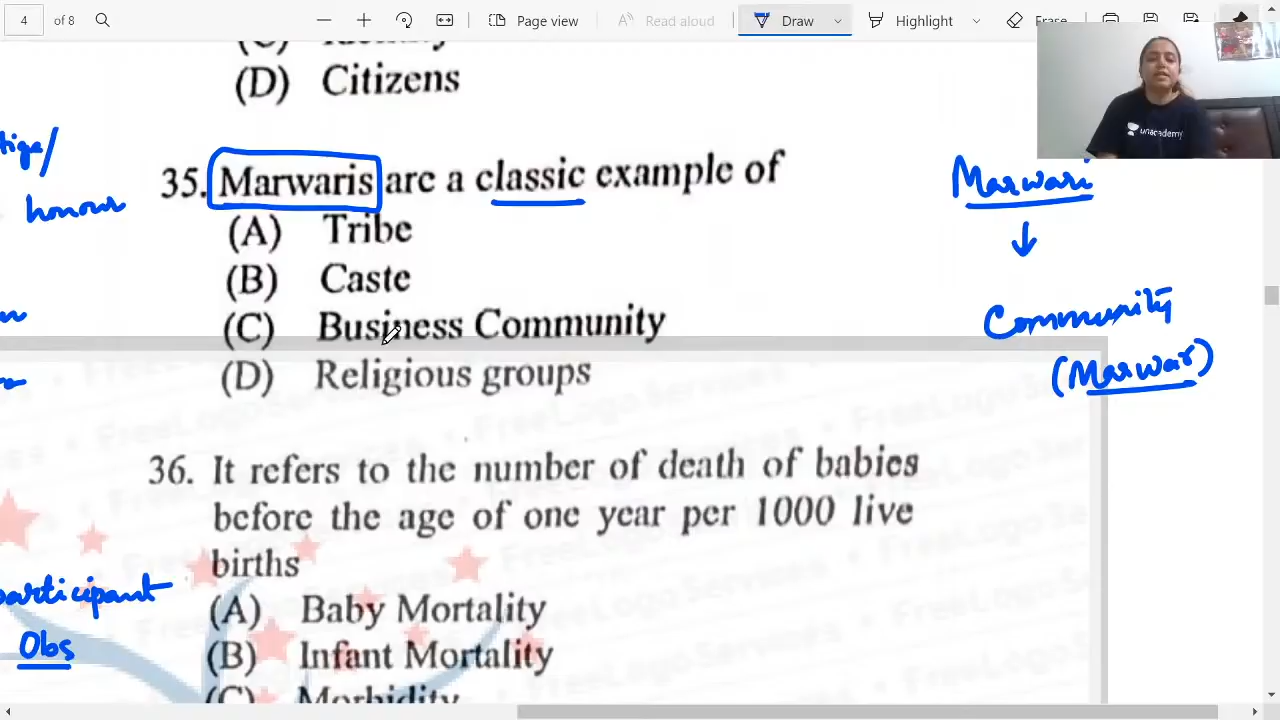 4 of 8 Page view Read aloud Draw Highlight Erase
(D) Citizens
unacademy
honour
35. Marwaris are a classic example of
(A) Tribe
(B) Caste
(C) Business Community
(D) Religious groups
Marwari
↓
Community
(Marwar)
36. It refers to the number of death of babies
before the age of one year per 1000 live
births
(A) Baby Mortality
(B) Infant Mortality
(C) Morbidity
participant
Obs